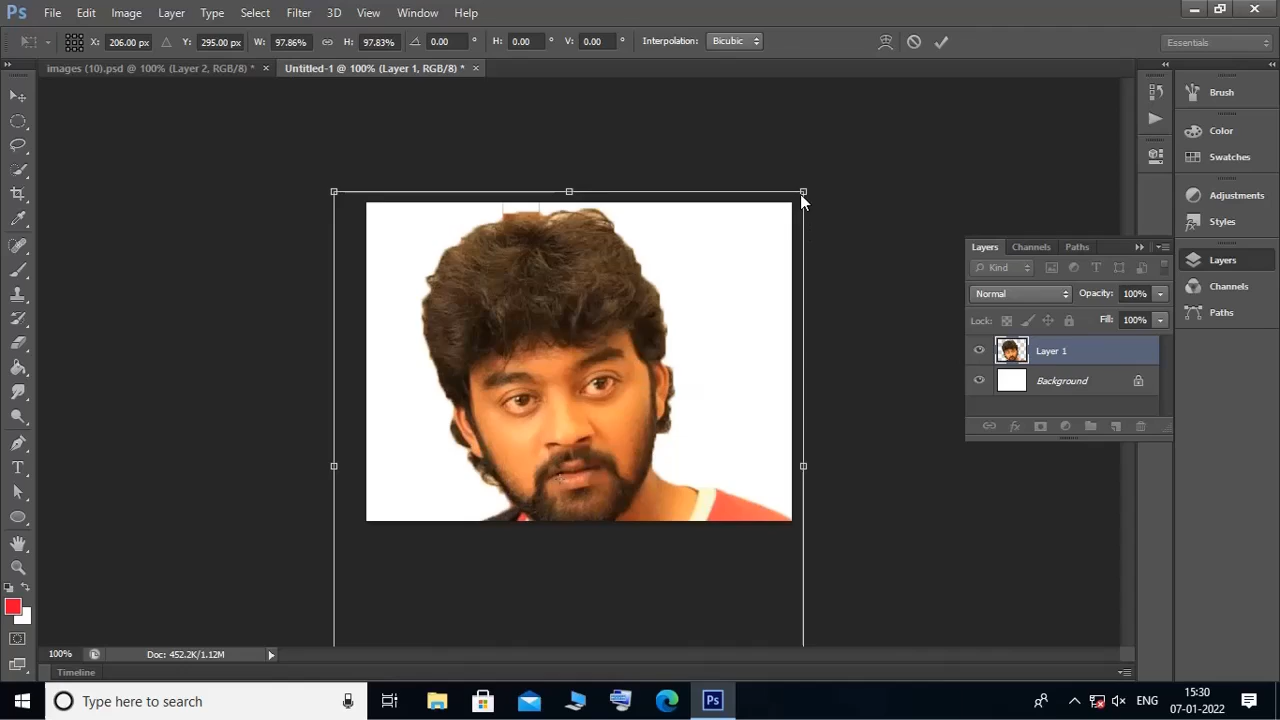 Ps File Edit Image Layer Type Select Filter 3D View Window Help
X: 206.00 px Y: 295.00 px W: 97.86% H: 97.83% 0.00 ° H: 0.00 ° V: 0.00 ° Interpolation: Bicubic Essentials
images (10).psd @ 100% (Layer 2, RGB/8) * × Untitled-1 @ 100% (Layer 1, RGB/8) * ×
Brush
Color
Swatches
Adjustments
Styles
Layers
Channels
Paths
Layers Channels Paths
Kind
Normal Opacity: 100%
Lock: Fill: 100%
Layer 1
Background
100% Doc: 452.2K/1.12M
Timeline
Type here to search
Ps
ENG
15:30
07-01-2022